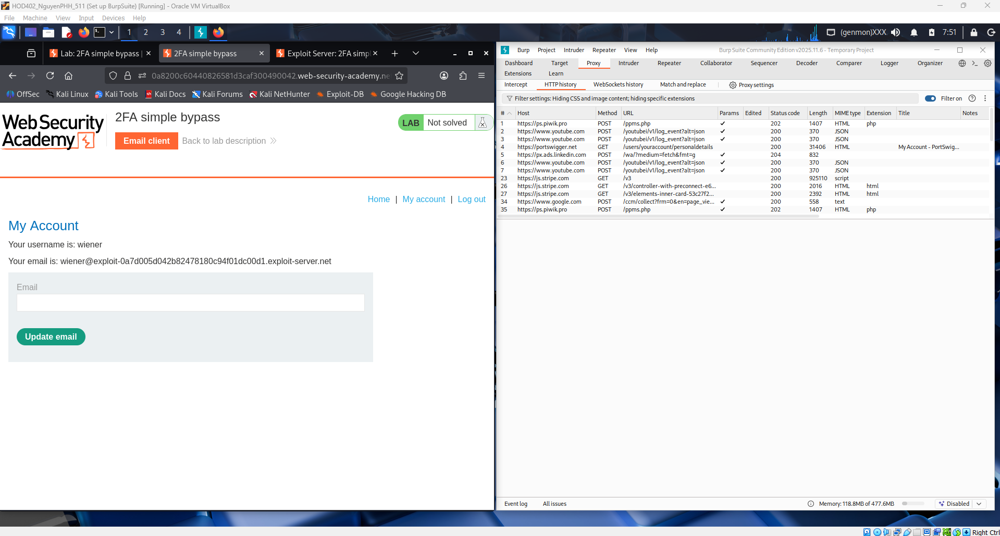 HOD402_NguyenPHH_511 (Set up BurpSuite) [Running] - Oracle VM VirtualBox
File Machine View Input Devices Help
1 2 3 4 (genmon)XXX 7:51
Lab: 2FA simple bypass | 2FA simple bypass Exploit Server: 2FA simpl
0a8200c60440826581d3caf300490042.web-security-academy.ne
OffSec Kali Linux Kali Tools Kali Docs Kali Forums Kali NetHunter Exploit-DB Google Hacking DB
Web Security
Academy
2FA simple bypass
LAB Not solved
Email client Back to lab description
Home | My account | Log out
My Account
Your username is: wiener
Your email is: wiener@exploit-0a7d005d042b82478180c94f01dc00d1.exploit-server.net
Email
Update email
Burp Project Intruder Repeater View Help Burp Suite Community Edition v2025.11.6 - Temporary Project
Dashboard Target Proxy Intruder Repeater Collaborator Sequencer Decoder Comparer Logger Organizer
Extensions Learn
Intercept HTTP history WebSockets history Match and replace Proxy settings
Filter settings: Hiding CSS and image content; hiding specific extensions Filter on
# Host Method URL Params Edited Status code Length MIME type Extension Title Notes
1 https://ps.piwik.pro POST /ppms.php ✓ 202 1407 HTML php
2 https://www.youtube.com POST /youtubei/v1/log_event?alt=json ✓ 200 370 JSON
3 https://www.youtube.com POST /youtubei/v1/log_event?alt=json ✓ 200 370 JSON
4 https://portswigger.net GET /users/youraccount/personaldetails 200 31406 HTML My Account - PortSwig...
5 https://px.ads.linkedin.com POST /wa/?medium=fetch&fmt=g ✓ 204 832
6 https://www.youtube.com POST /youtubei/v1/log_event?alt=json ✓ 200 370 JSON
7 https://www.youtube.com POST /youtubei/v1/log_event?alt=json ✓ 200 370 JSON
23 https://js.stripe.com GET /v3 200 925110 script
26 https://js.stripe.com GET /v3/controller-with-preconnect-e6... 200 2016 HTML html
27 https://js.stripe.com GET /v3/elements-inner-card-53c27f2... 200 2392 HTML html
34 https://www.google.com POST /ccm/collect?frm=0&en=page_vie... ✓ 200 558 text
35 https://ps.piwik.pro POST /ppms.php ✓ 202 1407 HTML php
Event log All issues Memory: 118.8MB of 477.6MB Disabled
Right Ctrl